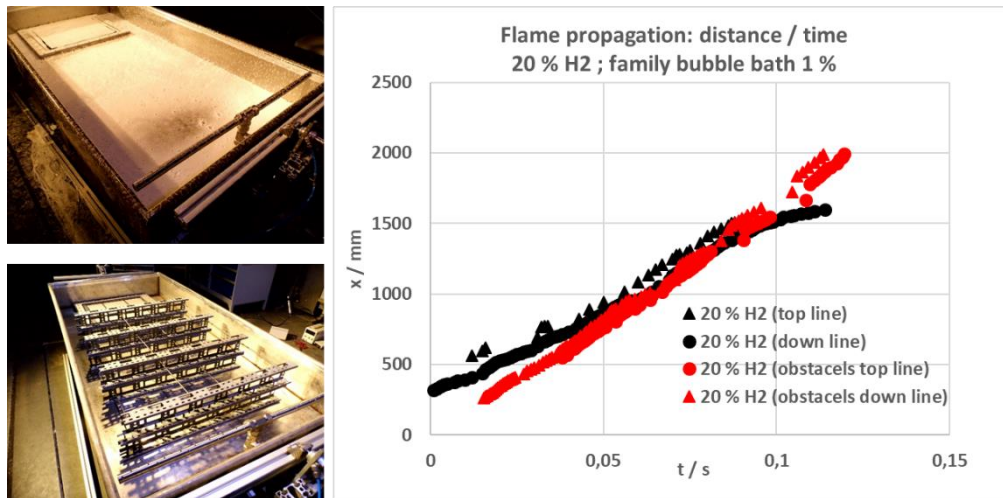 Flame propagation: distance / time
20 % H2 ; family bubble bath 1 %
2500
2000
1500
1000
500
0
x / mm
0
0,05
0,1
0,15
t / s
20 % H2 (top line)
20 % H2 (down line)
20 % H2 (obstacels top line)
20 % H2 (obstacels down line)